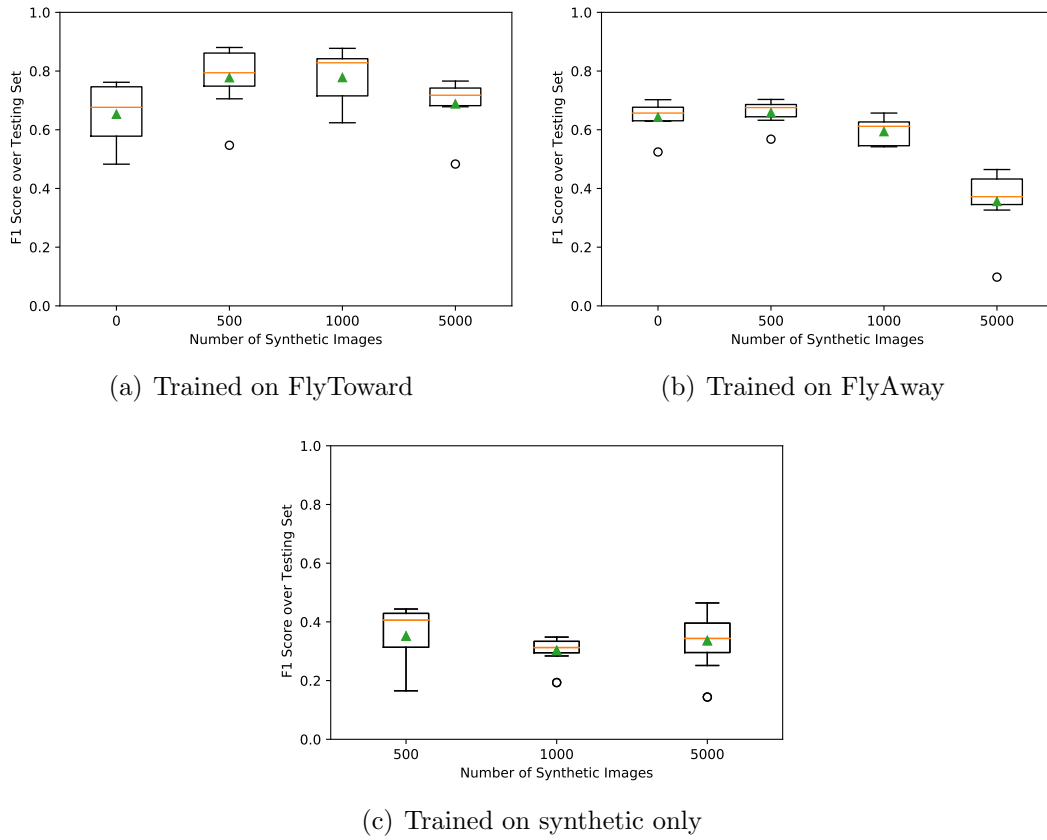 1.0
0.8
0.6
0.4
0.2
0.0
F1 Score over Testing Set
0 500 1000 5000
Number of Synthetic Images
(a) Trained on FlyToward
1.0
0.8
0.6
0.4
0.2
0.0
F1 Score over Testing Set
0 500 1000 5000
Number of Synthetic Images
(b) Trained on FlyAway
1.0
0.8
0.6
0.4
0.2
0.0
F1 Score over Testing Set
500 1000 5000
Number of Synthetic Images
(c) Trained on synthetic only